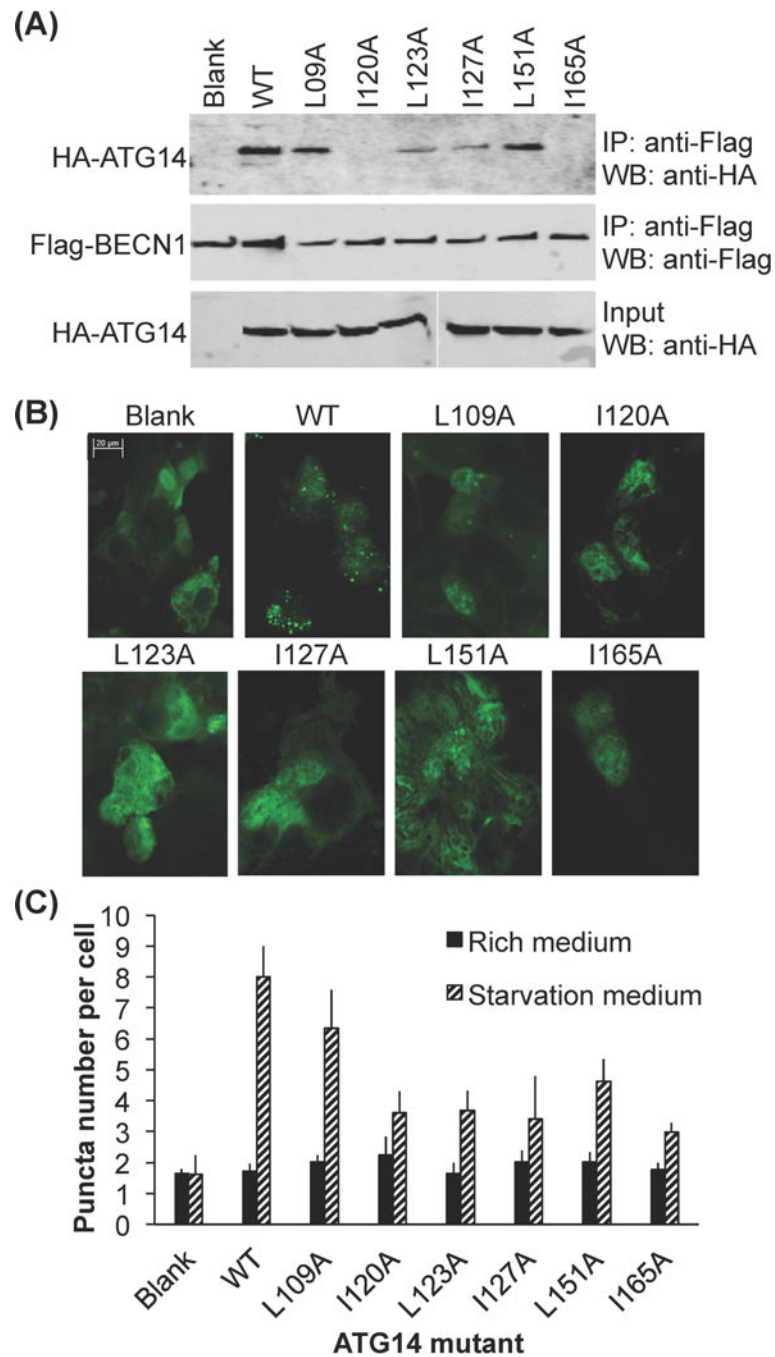 (A)
Blank WT L09A I120A L123A I127A L151A I165A
HA-ATG14
IP: anti-Flag
WB: anti-HA
Flag-BECN1
IP: anti-Flag
WB: anti-Flag
HA-ATG14
Input
WB: anti-HA
(B)
Blank WT L109A I120A
20 µm
L123A I127A L151A I165A
(C)
Puncta number per cell
10
9
8
7
6
5
4
3
2
1
0
Rich medium
Starvation medium
Blank WT L109A I120A L123A I127A L151A I165A
ATG14 mutant